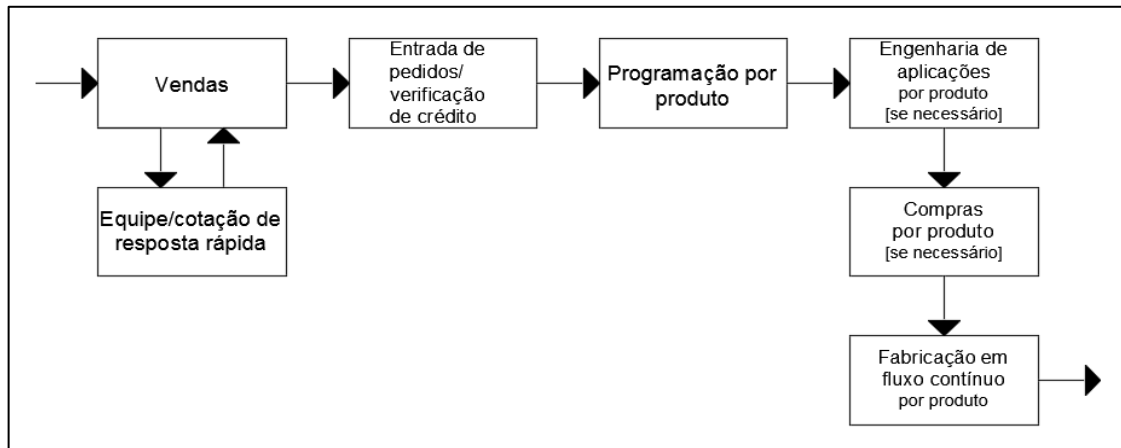 Vendas
Entrada de
pedidos/
verificação
de crédito
Programação por
produto
Engenharia de
aplicações
por produto
[se necessário]
Equipe/cotação de
resposta rápida
Compras
por produto
[se necessário]
Fabricação em
fluxo contínuo
por produto